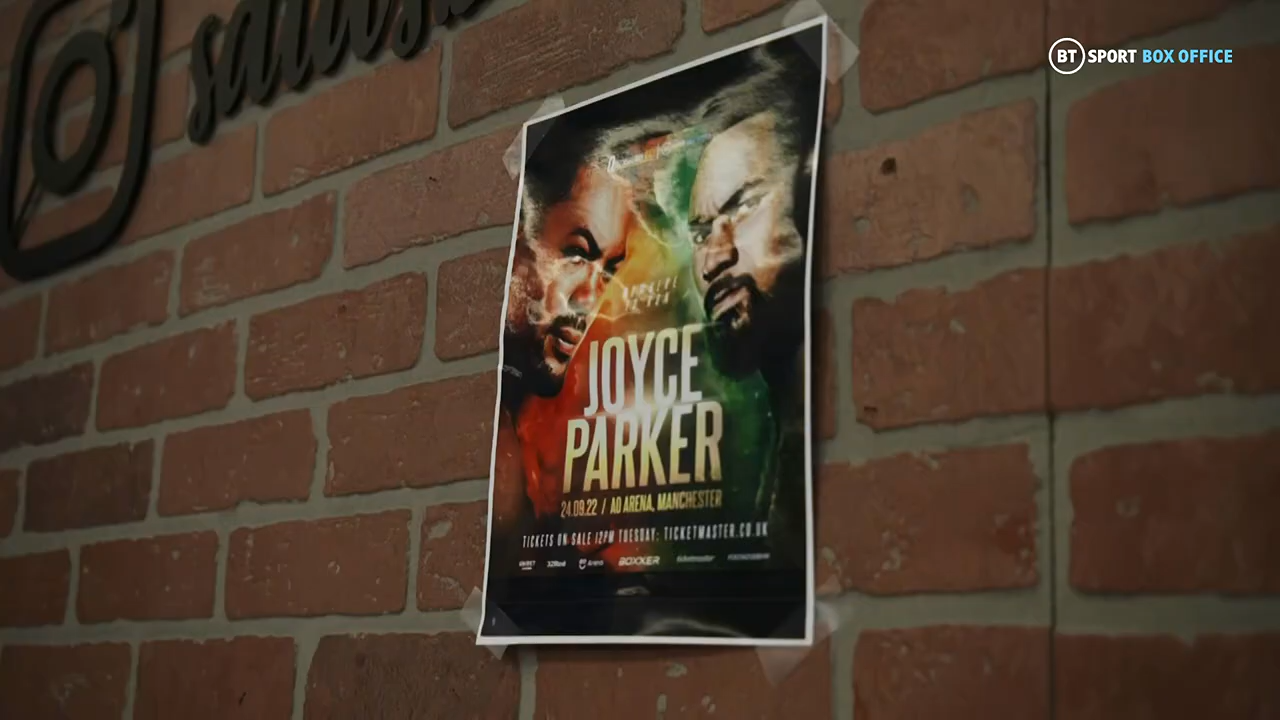 BT SPORT BOX OFFICE
JOYCE
PARKER
24.09.22 / AO ARENA, MANCHESTER
TICKETS ON SALE 12PM TUESDAY: TICKETMASTER.CO.UK
BOXXER
ticketmaster